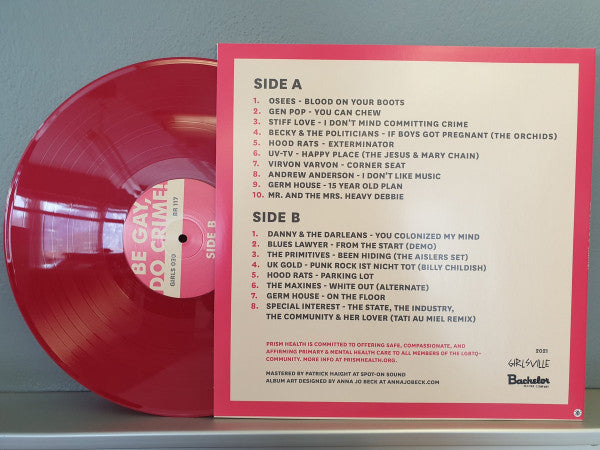 BE GAY,
DO CRIME!
GIRLS 030
BR 117
SIDE B
SIDE A
1. OSEES - BLOOD ON YOUR BOOTS
2. GEN POP - YOU CAN CHEW
3. STIFF LOVE - I DON'T MIND COMMITTING CRIME
4. BECKY & THE POLITICIANS - IF BOYS GOT PREGNANT (THE ORCHIDS)
5. HOOD RATS - EXTERMINATOR
6. UV-TV - HAPPY PLACE (THE JESUS & MARY CHAIN)
7. VIRVON VARVON - CORNER SEAT
8. ANDREW ANDERSON - I DON'T LIKE MUSIC
9. GERM HOUSE - 15 YEAR OLD PLAN
10. MR. AND THE MRS. HEAVY DEBBIE
SIDE B
1. DANNY & THE DARLEANS - YOU COLONIZED MY MIND
2. BLUES LAWYER - FROM THE START (DEMO)
3. THE PRIMITIVES - BEEN HIDING (THE AISLERS SET)
4. UK GOLD - PUNK ROCK IST NICHT TOT (BILLY CHILDISH)
5. HOOD RATS - PARKING LOT
6. THE MAXINES - WHITE OUT (ALTERNATE)
7. GERM HOUSE - ON THE FLOOR
8. SPECIAL INTEREST - THE STATE, THE INDUSTRY,
THE COMMUNITY & HER LOVER (TATI AU MIEL REMIX)
PRISM HEALTH IS COMMITTED TO OFFERING SAFE, COMPASSIONATE, AND
AFFIRMING PRIMARY & MENTAL HEALTH CARE TO ALL MEMBERS OF THE LGBTQ+
COMMUNITY. MORE INFO AT PRISMHEALTH.ORG.
MASTERED BY PATRICK HAIGHT AT SPOT-ON SOUND
ALBUM ART DESIGNED BY ANNA JO BECK AT ANNAJOBECK.COM
2021
GIRLSVILLE
Bachelor